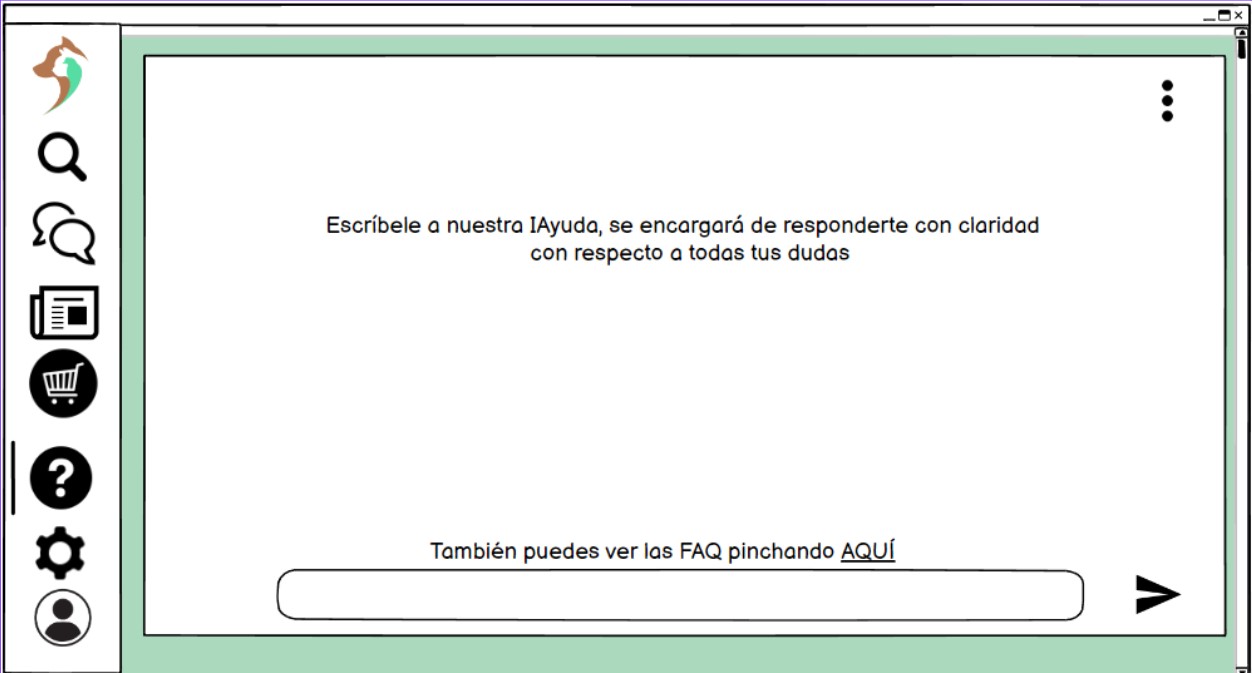 Escríbele a nuestra IAyuda, se encargará de responderte con claridad
con respecto a todas tus dudas
También puedes ver las FAQ pinchando AQUÍ